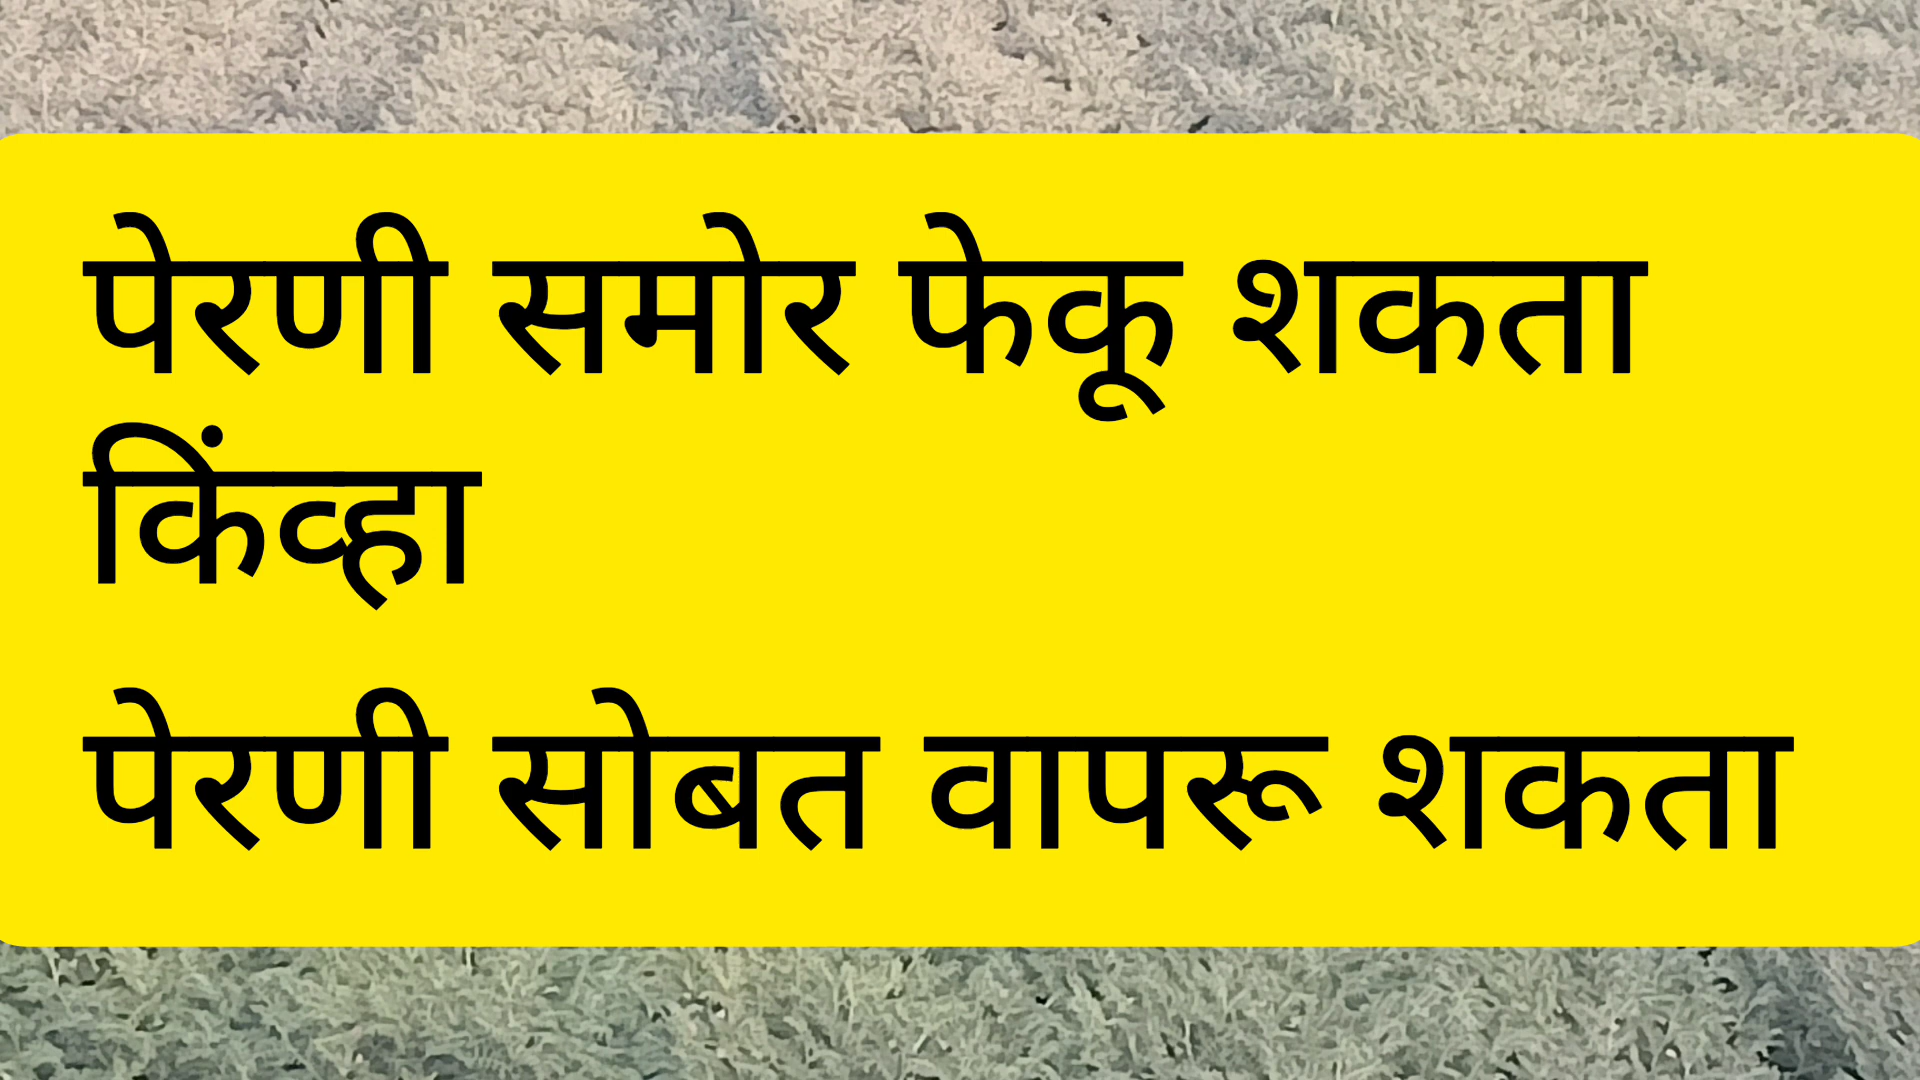 पेरणी समोर फेकू शकता
किंव्हा
पेरणी सोबत वापरू शकता